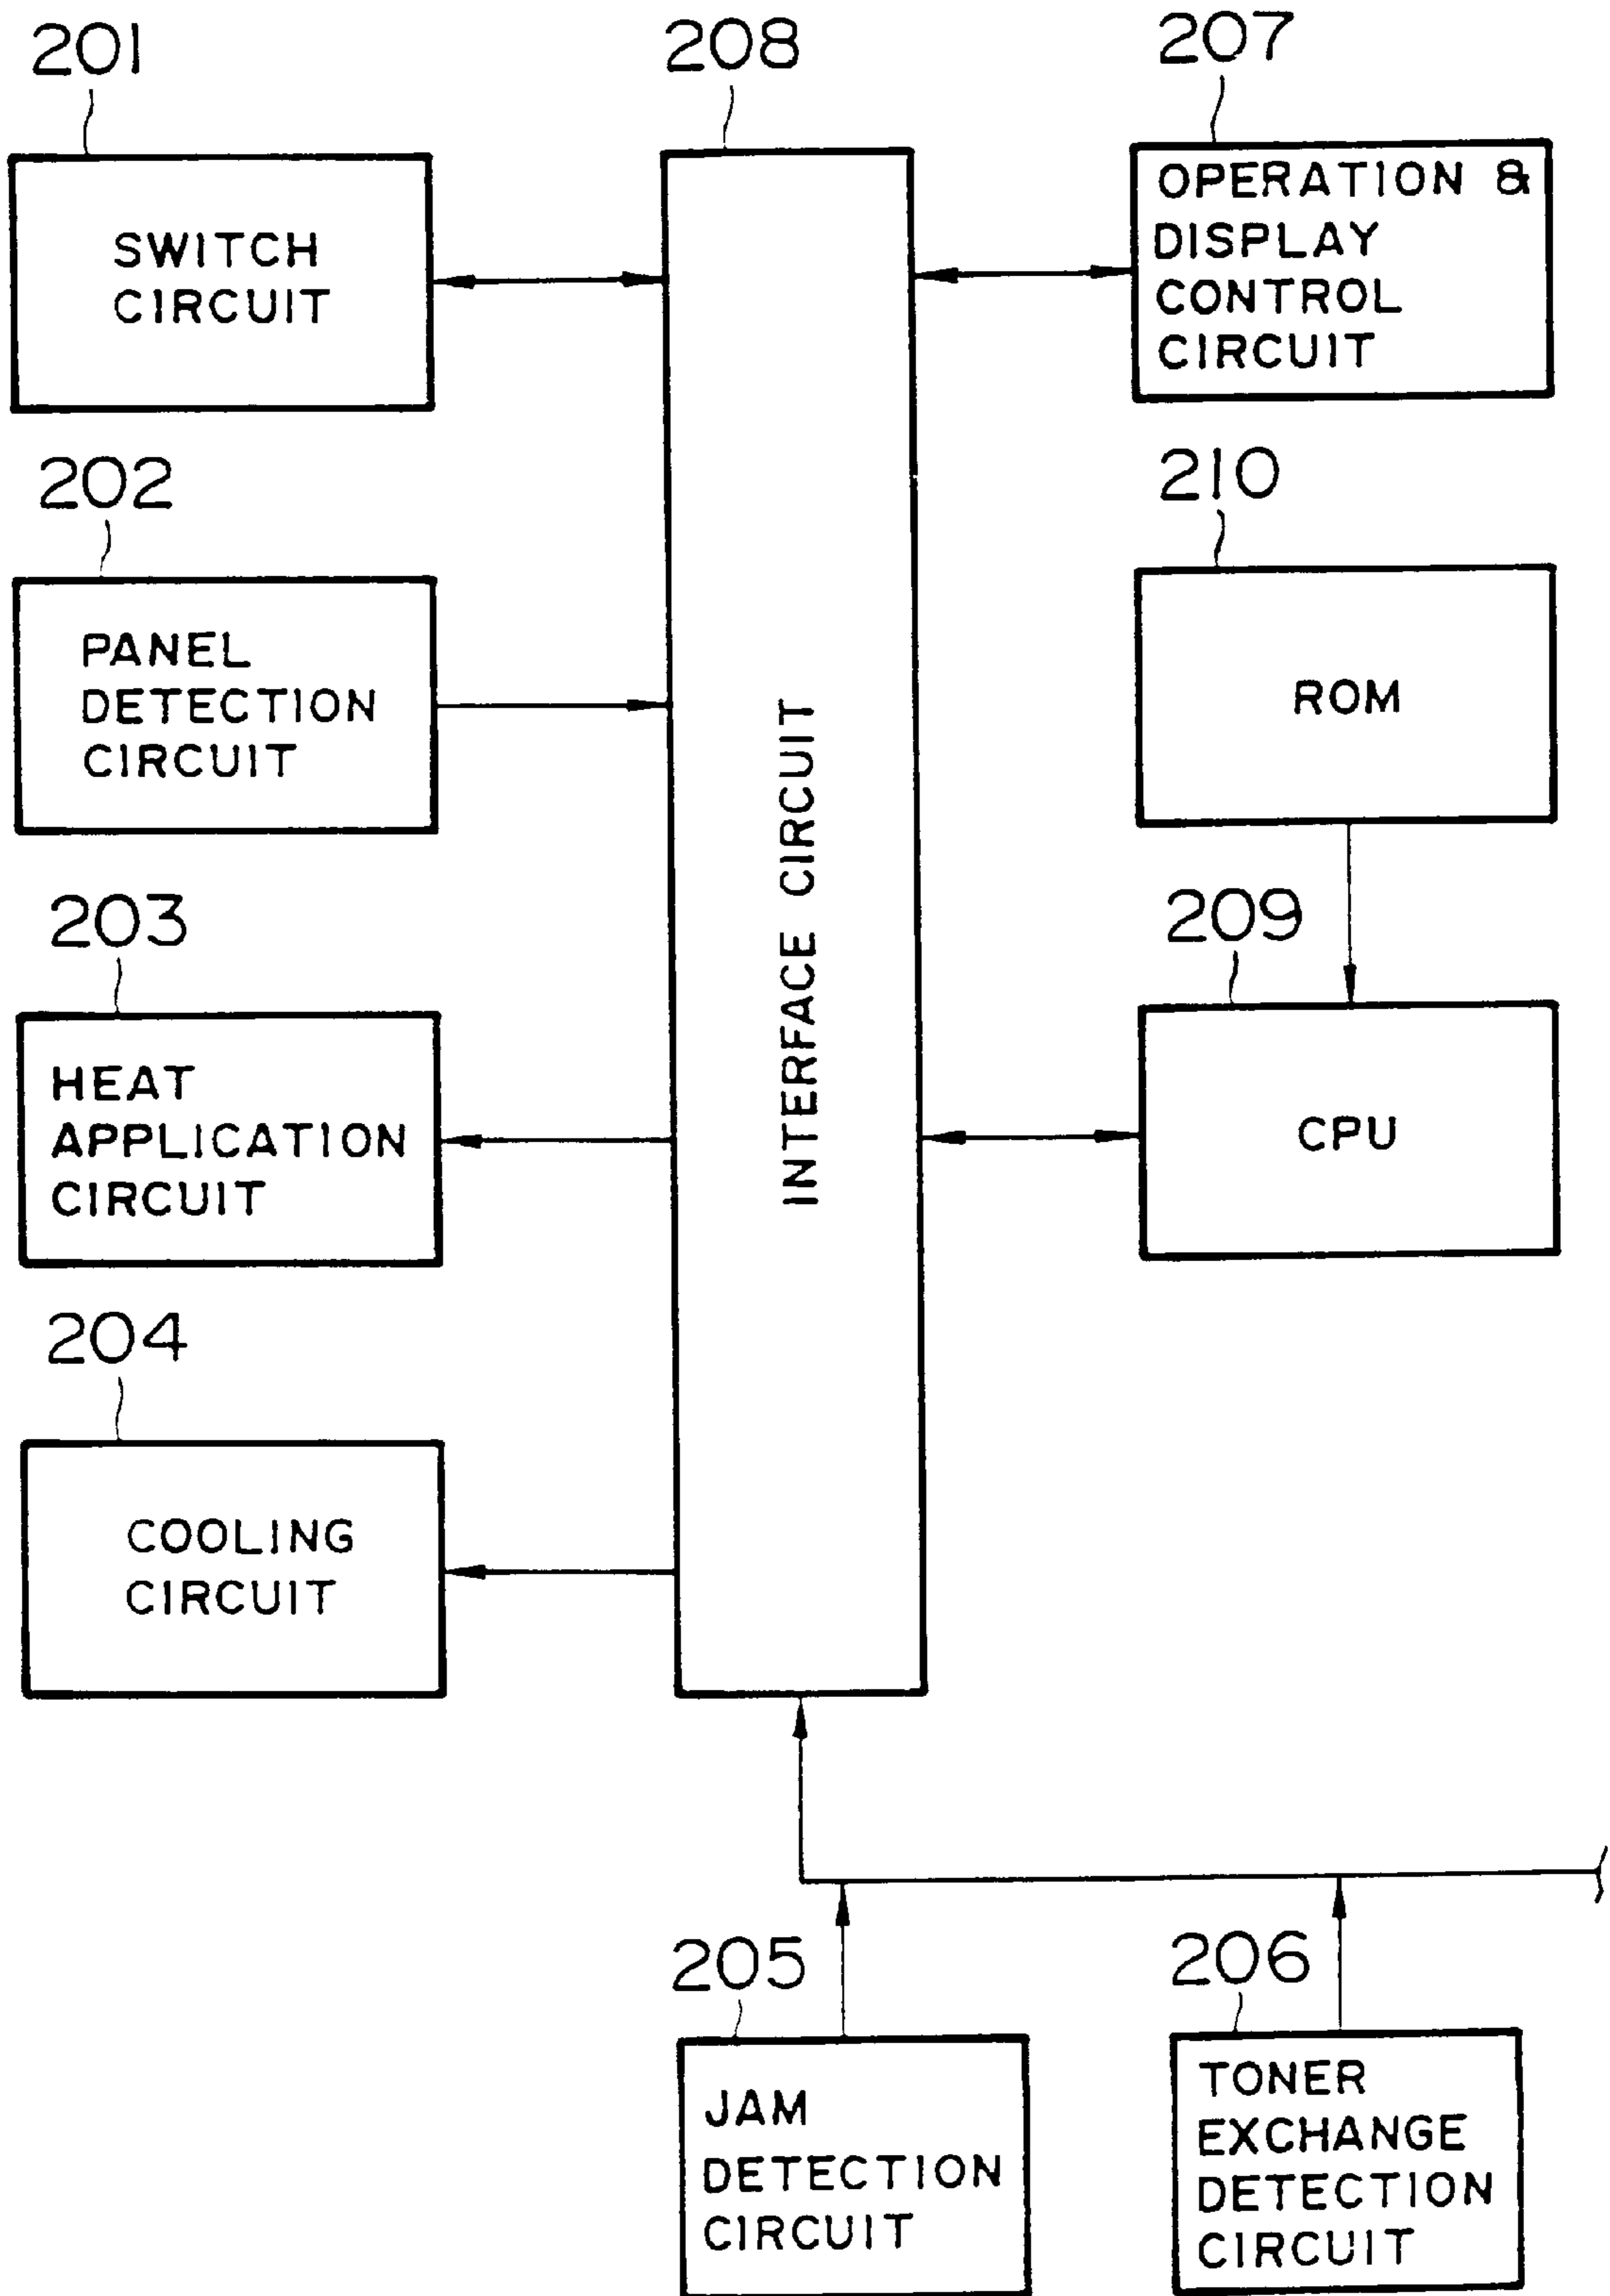 201
208
207
SWITCH
CIRCUIT
OPERATION &
DISPLAY
CONTROL
CIRCUIT
202
210
PANEL
DETECTION
CIRCUIT
ROM
INTERFACE CIRCUIT
203
209
HEAT
APPLICATION
CIRCUIT
CPU
204
COOLING
CIRCUIT
205
206
JAM
DETECTION
CIRCUIT
TONER
EXCHANGE
DETECTION
CIRCUIT